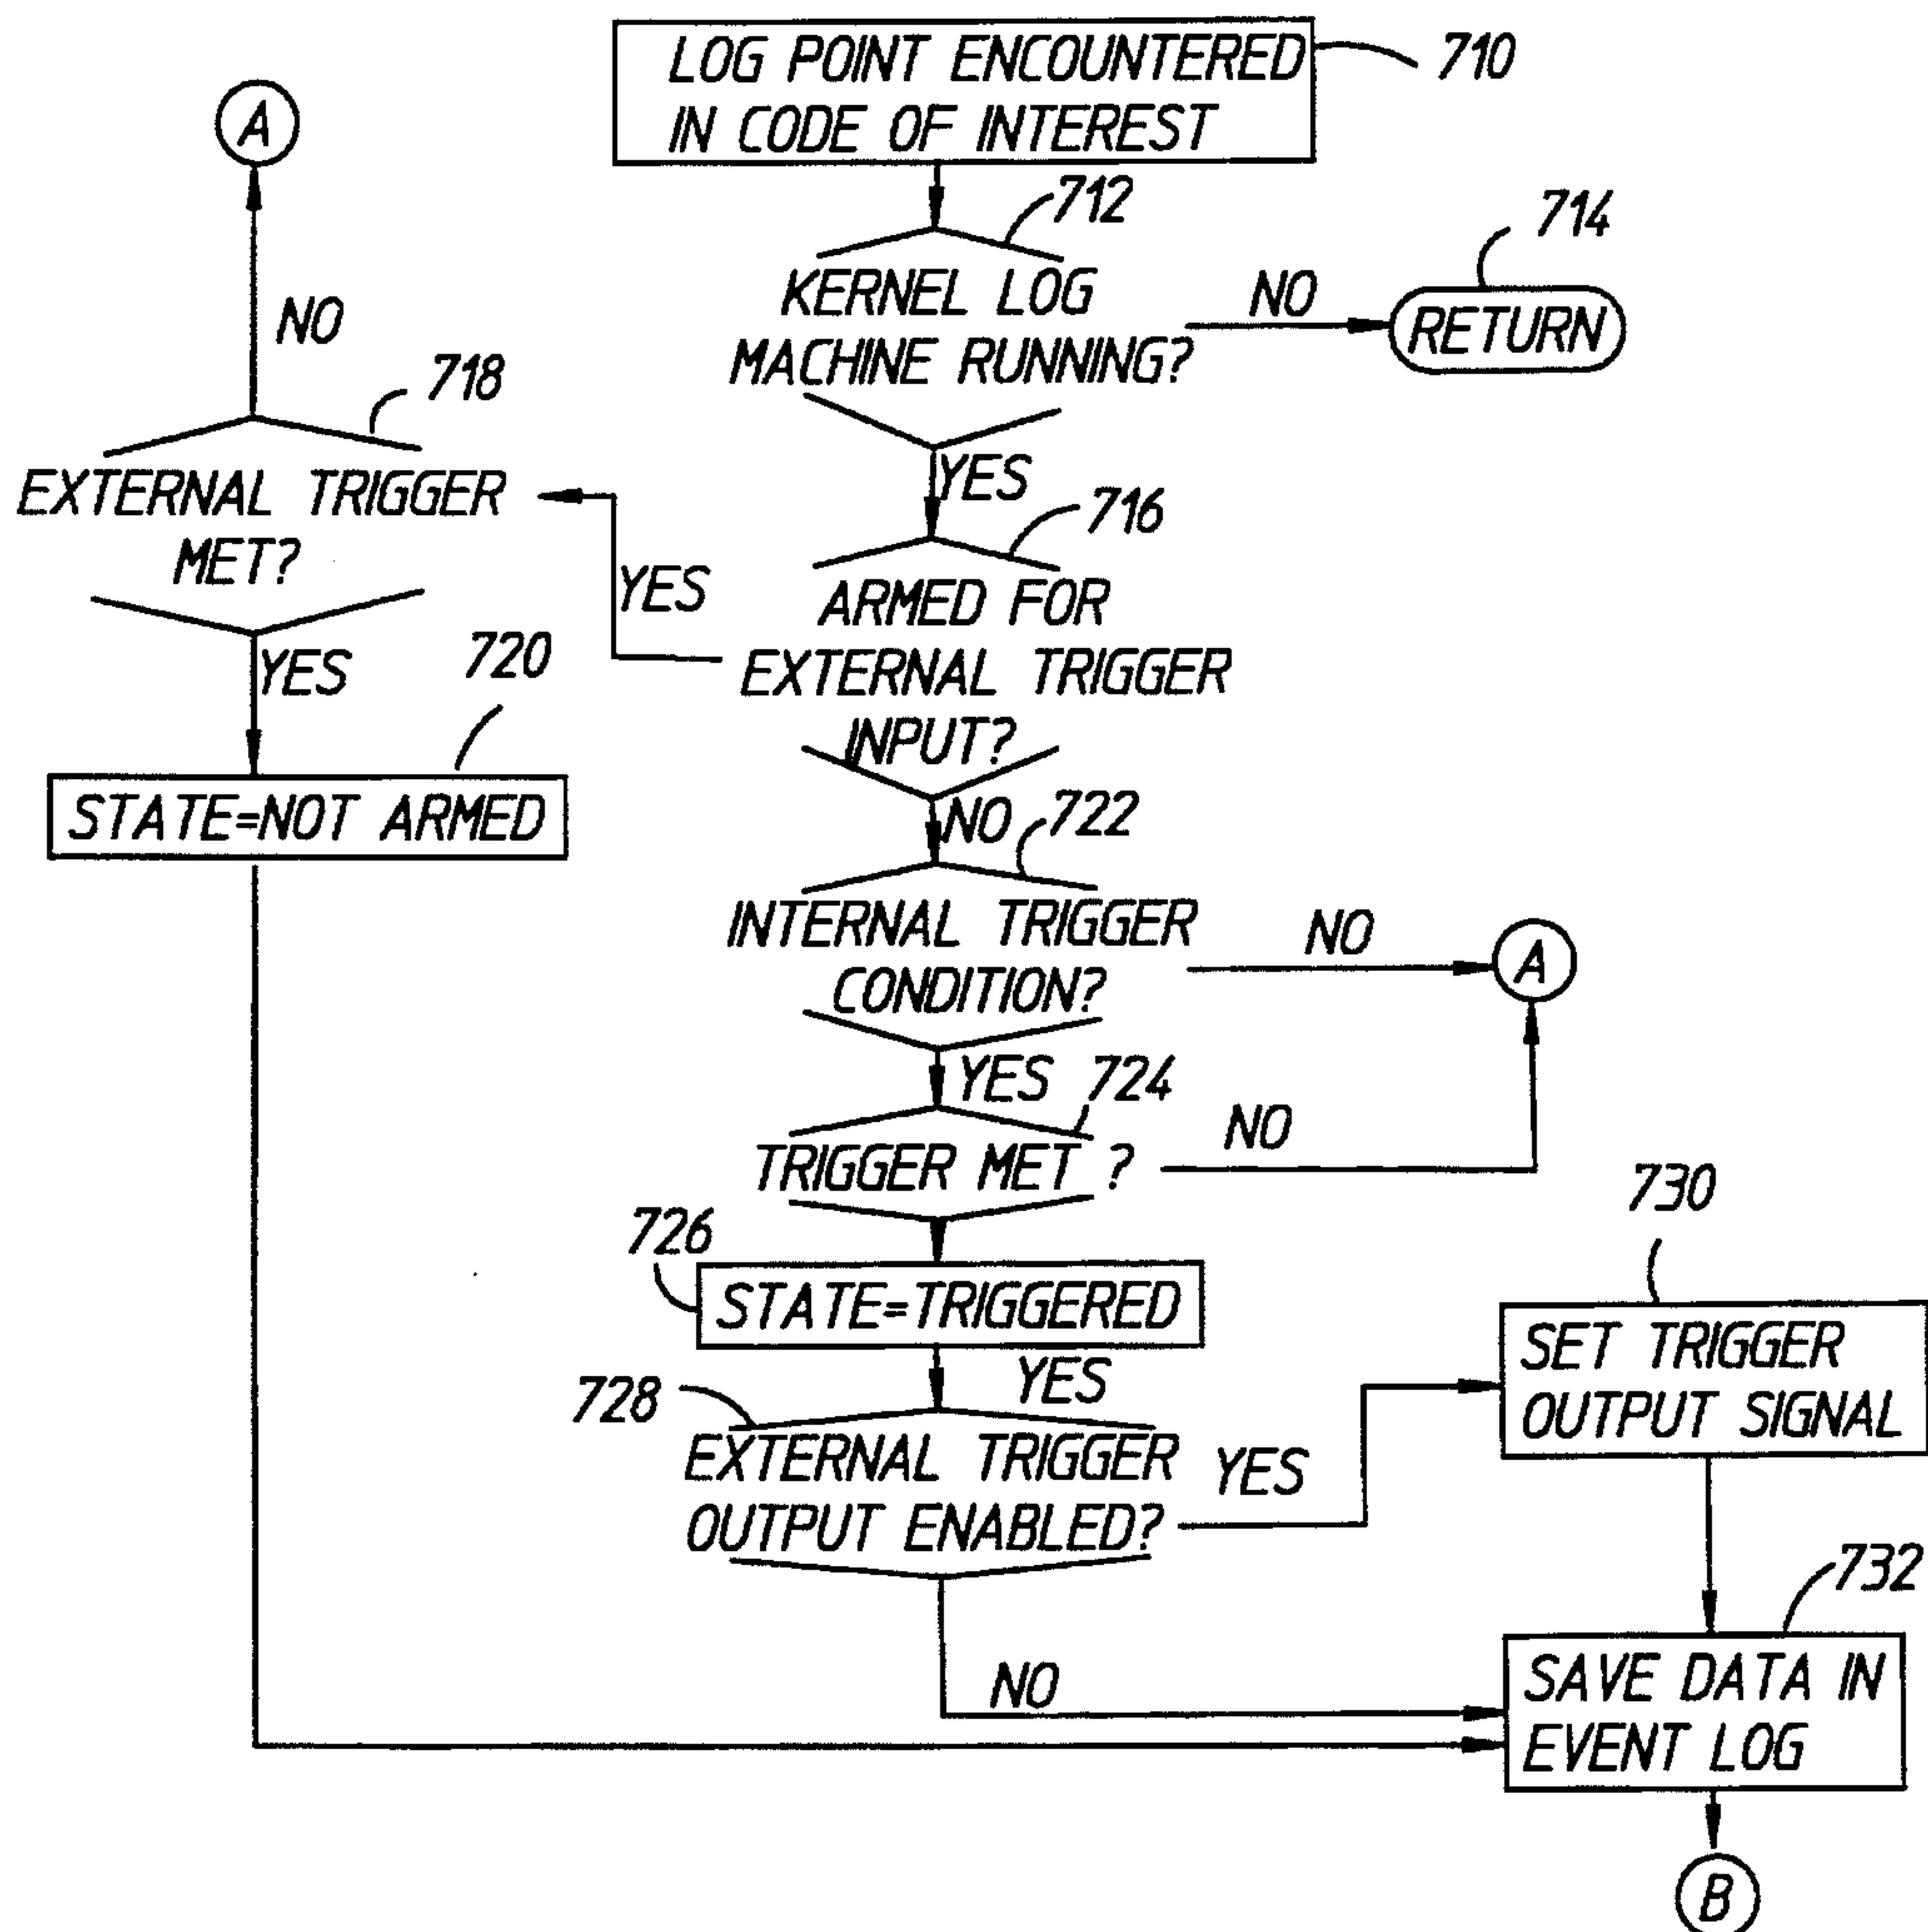 LOG POINT ENCOUNTERED
IN CODE OF INTEREST
710
A
712
KERNEL LOG
MACHINE RUNNING?
NO
714
RETURN
NO
718
EXTERNAL TRIGGER
MET?
YES
716
YES
ARMED FOR
EXTERNAL TRIGGER
INPUT?
YES
720
STATE=NOT ARMED
NO
722
INTERNAL TRIGGER
CONDITION?
NO
A
YES
724
TRIGGER MET ?
NO
726
STATE=TRIGGERED
730
SET TRIGGER
OUTPUT SIGNAL
YES
728
EXTERNAL TRIGGER
OUTPUT ENABLED?
YES
732
NO
SAVE DATA IN
EVENT LOG
B